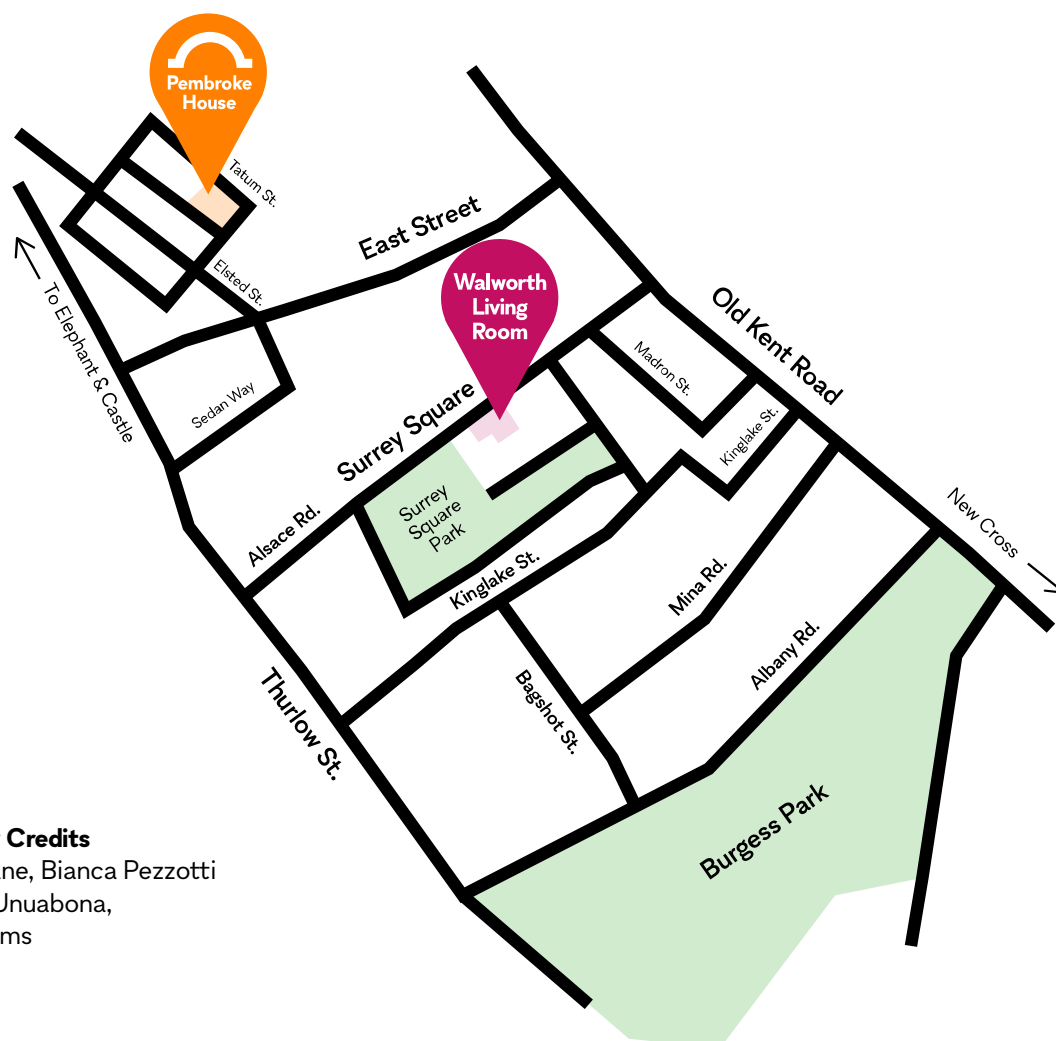 Pembroke
House
Tatum St.
East Street
Elsted St.
Walworth
Living
Room
To Elephant & Castle
Old Kent Road
Madron St.
Sedan Way
Surrey Square
Kinglake St.
Surrey
Square
Park
Alsace Rd.
New Cross
Kinglake St.
Mina Rd.
Albany Rd.
Thurlow St.
Bagshot St.
Burgess Park
Credits
Bianca Pezzotti
Unuabona,